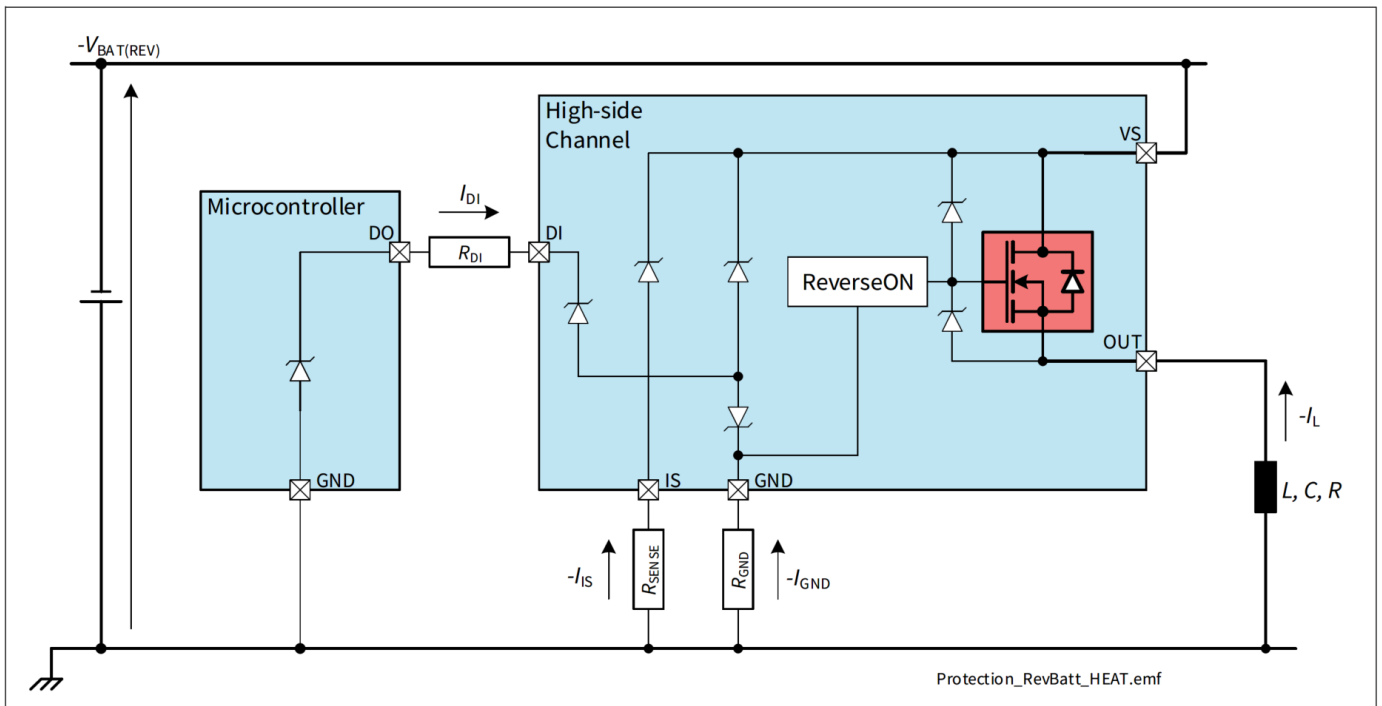 -VBAT(REV)
High-side
Channel
VS
Microcontroller
IDI
DO
RDI
DI
ReverseON
OUT
-IL
GND
IS
GND
L, C, R
-IIS
RSENSE
RGND
-IGND
Protection_RevBatt_HEAT.emf